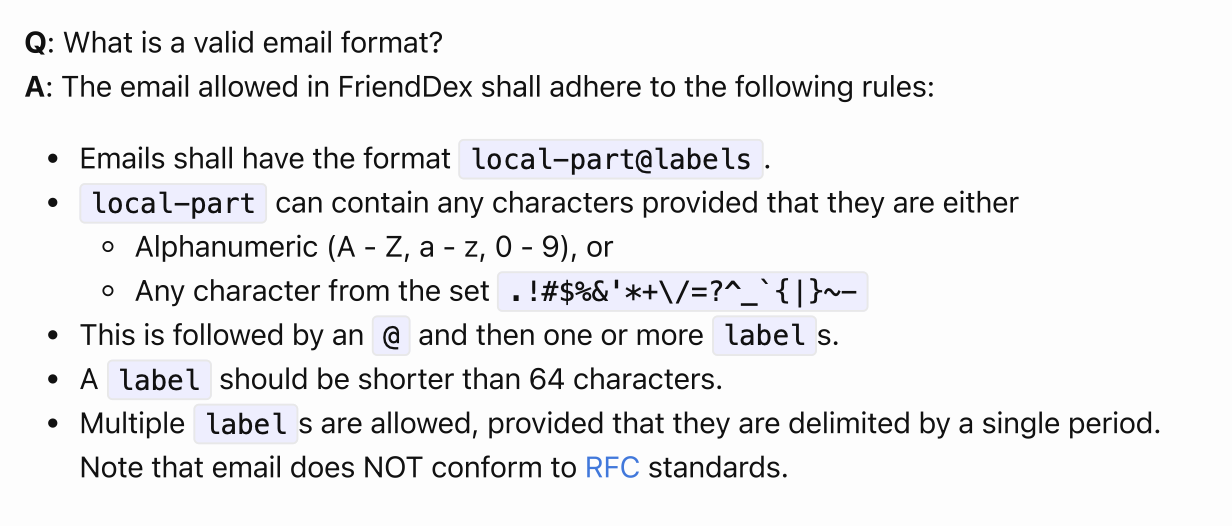 Q: What is a valid email format?
A: The email allowed in FriendDex shall adhere to the following rules:
• Emails shall have the format local-part@labels.
• local-part can contain any characters provided that they are either
◦ Alphanumeric (A - Z, a - z, 0 - 9), or
◦ Any character from the set .!#$%&'*+\/=?^_`{|}~-
• This is followed by an @ and then one or more labels.
• A label should be shorter than 64 characters.
• Multiple labels are allowed, provided that they are delimited by a single period.
Note that email does NOT conform to RFC standards.